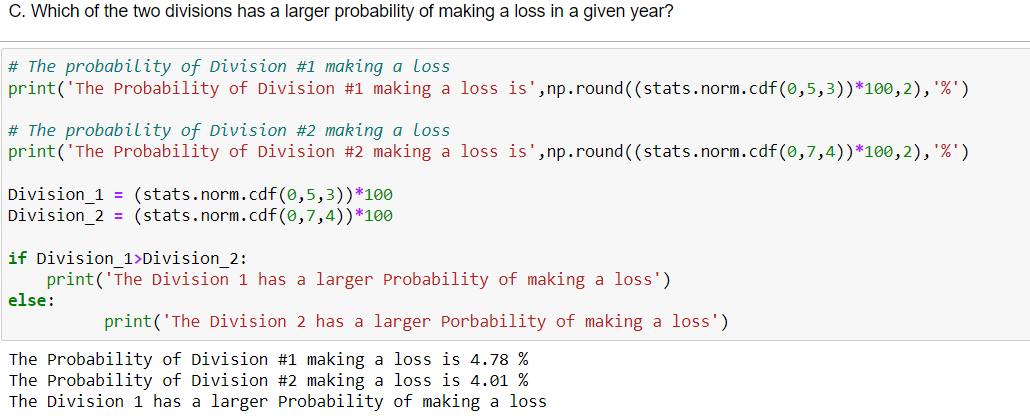 C. Which of the two divisions has a larger probability of making a loss in a given year?
# The probability of Division #1 making a loss
print('The Probability of Division #1 making a loss is',np.round((stats.norm.cdf(0,5,3))*100,2),'%')
# The probability of Division #2 making a loss
print('The Probability of Division #2 making a loss is',np.round((stats.norm.cdf(0,7,4))*100,2),'%')
Division_1 = (stats.norm.cdf(0,5,3))*100
Division_2 = (stats.norm.cdf(0,7,4))*100
if Division_1>Division_2:
    print('The Division 1 has a larger Probability of making a loss')
else:
          print('The Division 2 has a larger Porbability of making a loss')
The Probability of Division #1 making a loss is 4.78 %
The Probability of Division #2 making a loss is 4.01 %
The Division 1 has a larger Probability of making a loss